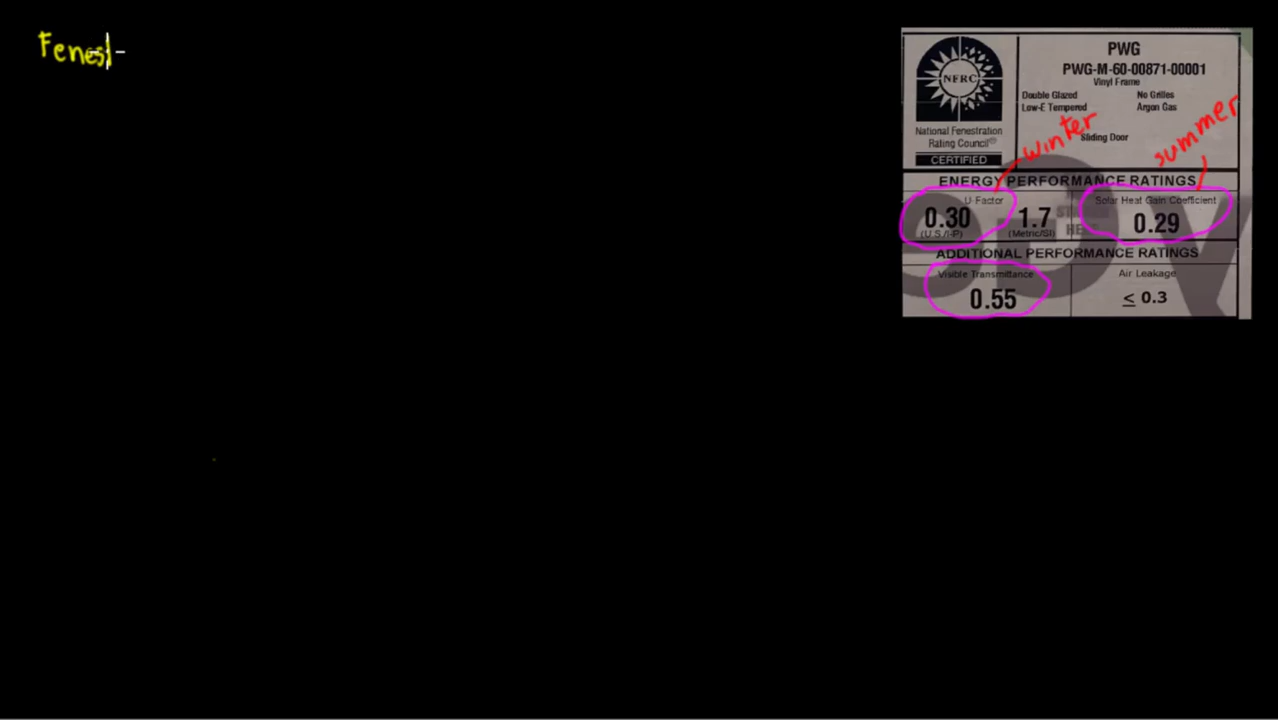 Fenest
PWG
PWG-M-60-00871-00001
Vinyl Frame
Double Glazed No Grilles
Low-E Tempered Argon Gas
Sliding Door
NFRC
National Fenestration
Rating Council®
CERTIFIED
winter
summer
ENERGY PERFORMANCE RATINGS
U-Factor Solar Heat Gain Coefficient
0.30 1.7 0.29
(U.S./I-P) (Metric/SI)
ADDITIONAL PERFORMANCE RATINGS
Visible Transmittance Air Leakage
0.55 ≤ 0.3